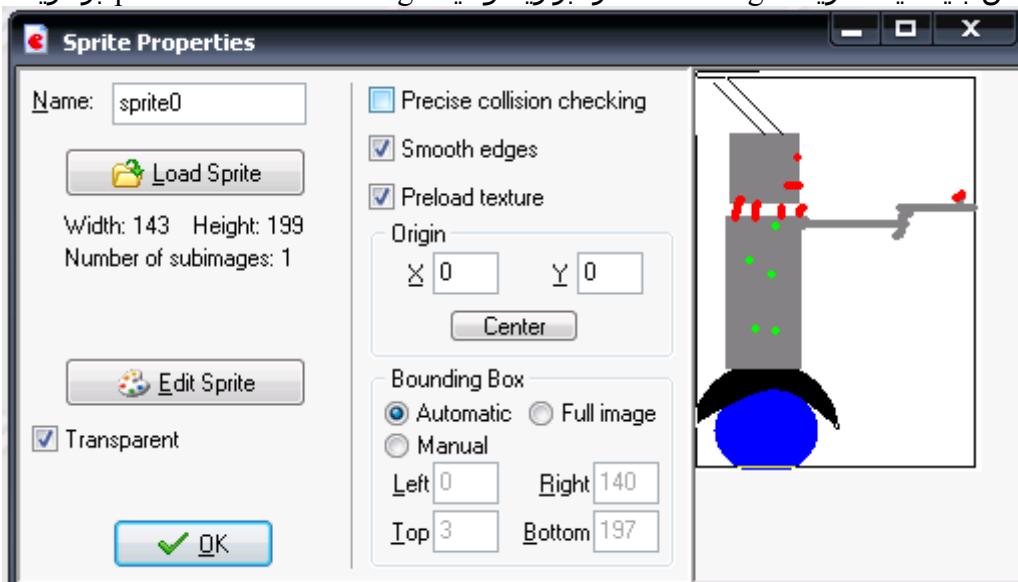 Sprite Properties
Name: sprite0
Load Sprite
Width: 143 Height: 199
Number of subimages: 1
Edit Sprite
Transparent
OK
Precise collision checking
Smooth edges
Preload texture
Origin
X 0 Y 0
Center
Bounding Box
Automatic Full image
Manual
Left 0 Right 140
Top 3 Bottom 197